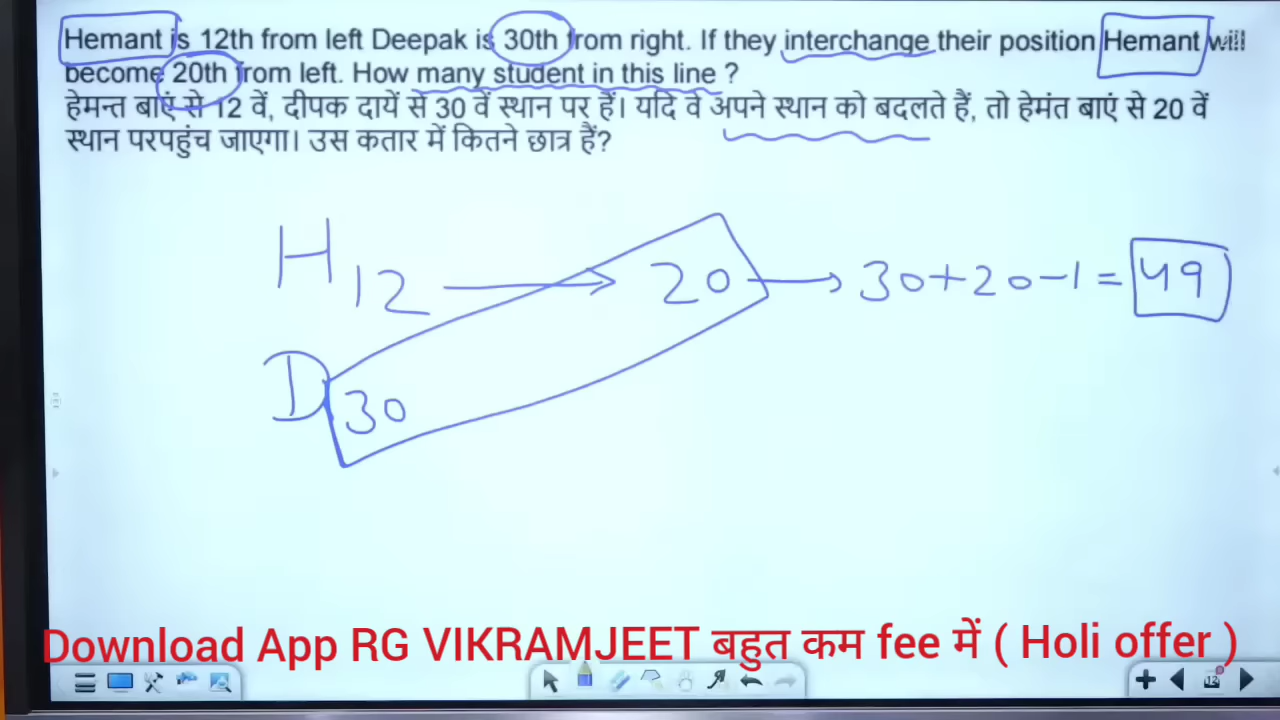 Hemant is 12th from left Deepak is 30th from right. If they interchange their position Hemant will
become 20th from left. How many student in this line ?
हेमन्त बाएं से 12 वें, दीपक दायें से 30 वें स्थान पर हैं। यदि वे अपने स्थान को बदलते हैं, तो हेमंत बाएं से 20 वें
स्थान परपहुंच जाएगा। उस कतार में कितने छात्र हैं?
H 12 → 20 → 30+20-1 = 49
D 30
Download App RG VIKRAMJEET बहुत कम fee में ( Holi offer )
12